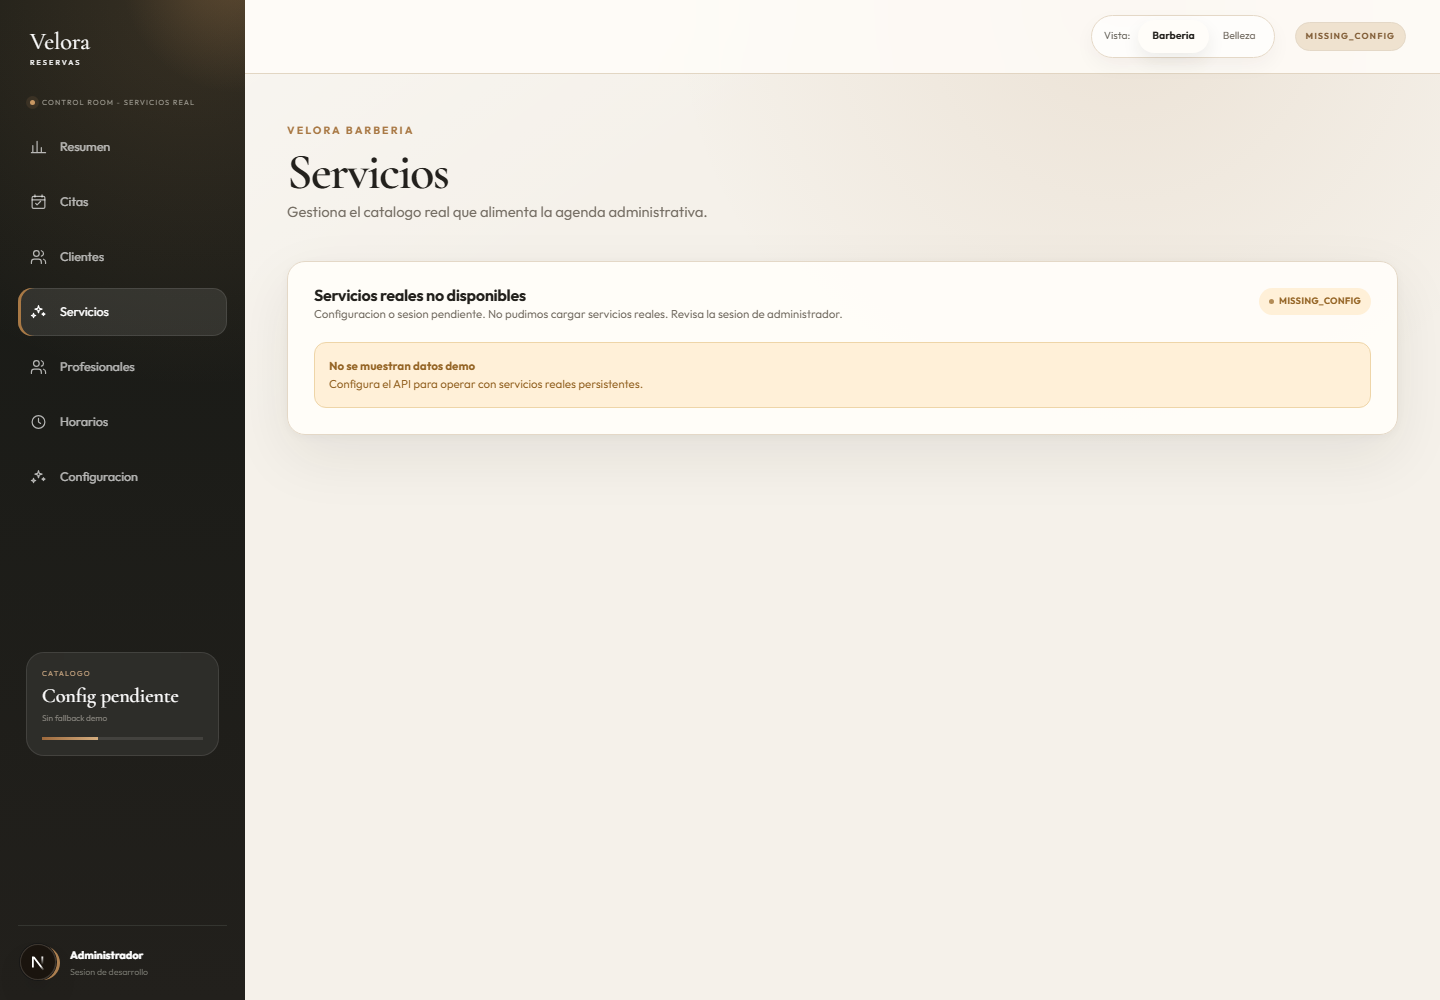 Velora
RESERVAS
CONTROL ROOM - SERVICIOS REAL
Resumen
Citas
Clientes
Servicios
Profesionales
Horarios
Configuracion
CATALOGO
Config pendiente
Sin fallback demo
Administrador
Sesion de desarrollo
Vista: Barberia Belleza
MISSING_CONFIG
VELORA BARBERIA
Servicios
Gestiona el catalogo real que alimenta la agenda administrativa.
Servicios reales no disponibles
Configuracion o sesion pendiente. No pudimos cargar servicios reales. Revisa la sesion de administrador.
MISSING_CONFIG
No se muestran datos demo
Configura el API para operar con servicios reales persistentes.